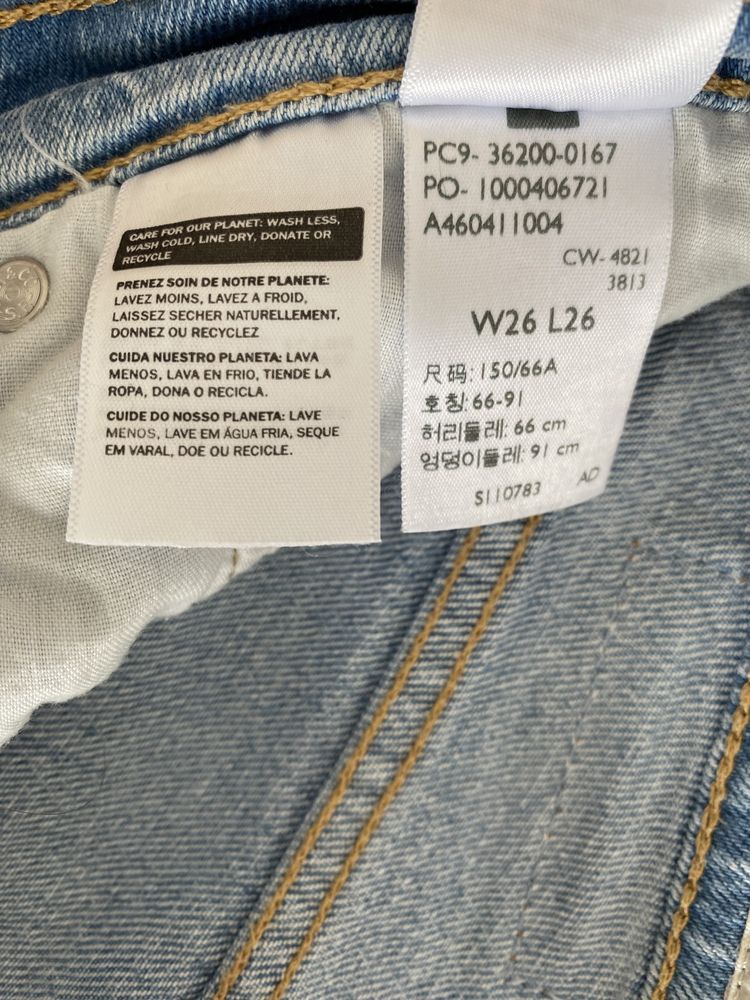 CARE FOR OUR PLANET: WASH LESS,
WASH COLD, LINE DRY, DONATE OR
RECYCLE
PRENEZ SOIN DE NOTRE PLANETE:
LAVEZ MOINS, LAVEZ A FROID,
LAISSEZ SECHER NATURELLEMENT,
DONNEZ OU RECYCLEZ
CUIDA NUESTRO PLANETA: LAVA
MENOS, LAVA EN FRIO, TIENDE LA
ROPA, DONA O RECICLA.
CUIDE DO NOSSO PLANETA: LAVE
MENOS, LAVE EM ÁGUA FRIA, SEQUE
EM VARAL, DOE OU RECICLE.
PC9- 36200-0167
PO- 1000406721
A460411004
CW- 4821
3813
W26 L26
尺码: 150/66A
호칭: 66-91
허리둘레: 66 cm
엉덩이둘레: 91 cm
S110783 AD